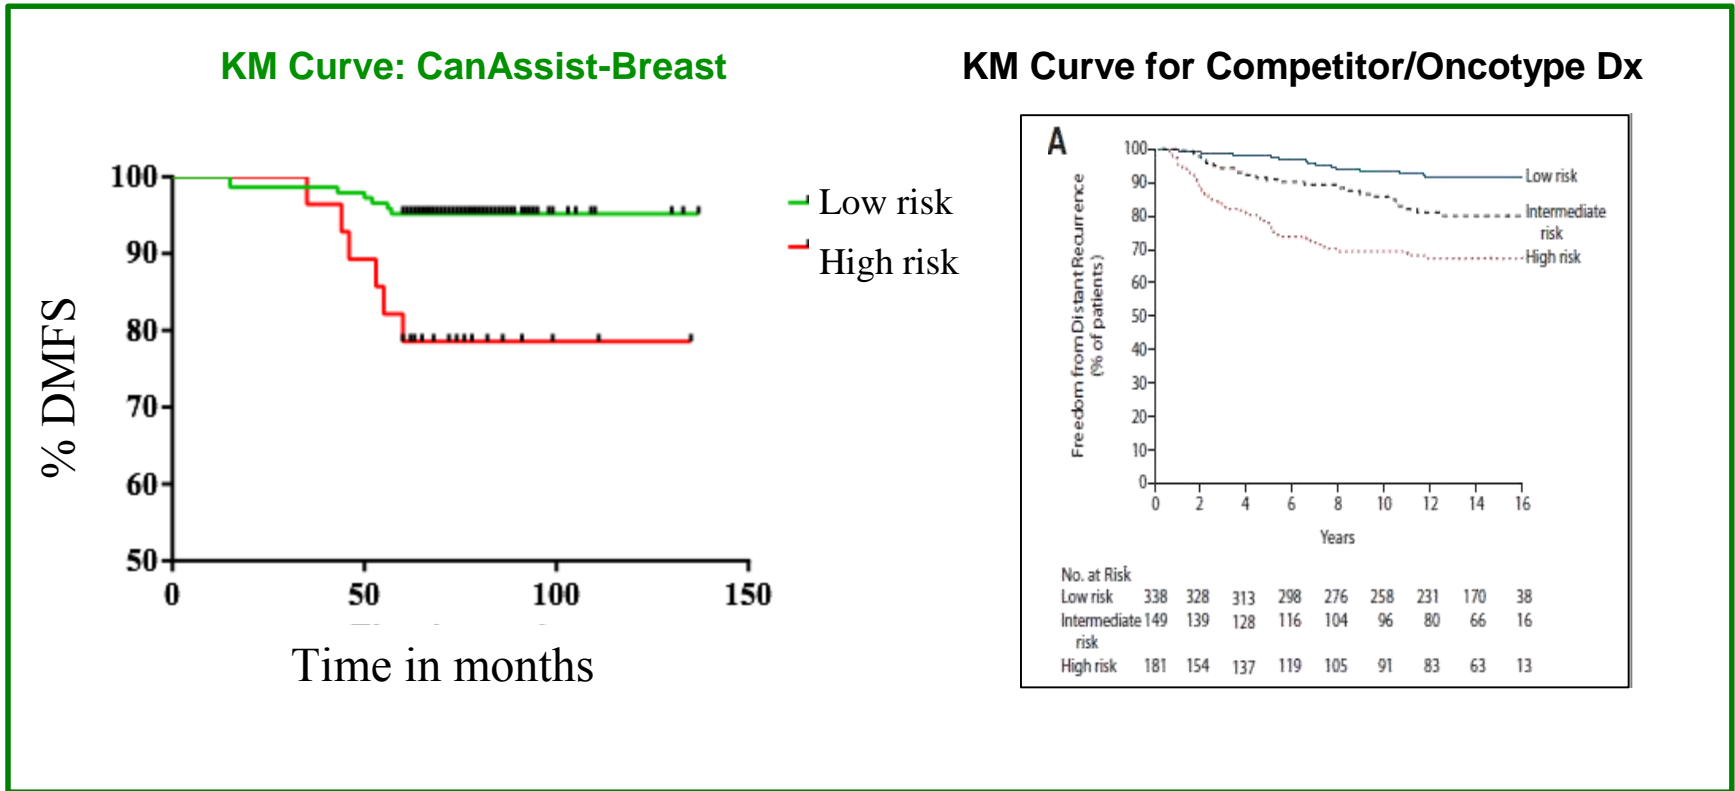 KM Curve: CanAssist-Breast
KM Curve for Competitor/Oncotype Dx
100
90
80
70
60
50
0 50 100 150
% DMFS
Time in months
Low risk
High risk
A
100
90
80
70
60
50
40
30
20
10
0
Freedom from Distant Recurrence
(% of patients)
Low risk
Intermediate
risk
High risk
0 2 4 6 8 10 12 14 16
Years
No. at Risk
Low risk 338 328 313 298 276 258 231 170 38
Intermediate 149 139 128 116 104 96 80 66 16
risk
High risk 181 154 137 119 105 91 83 63 13